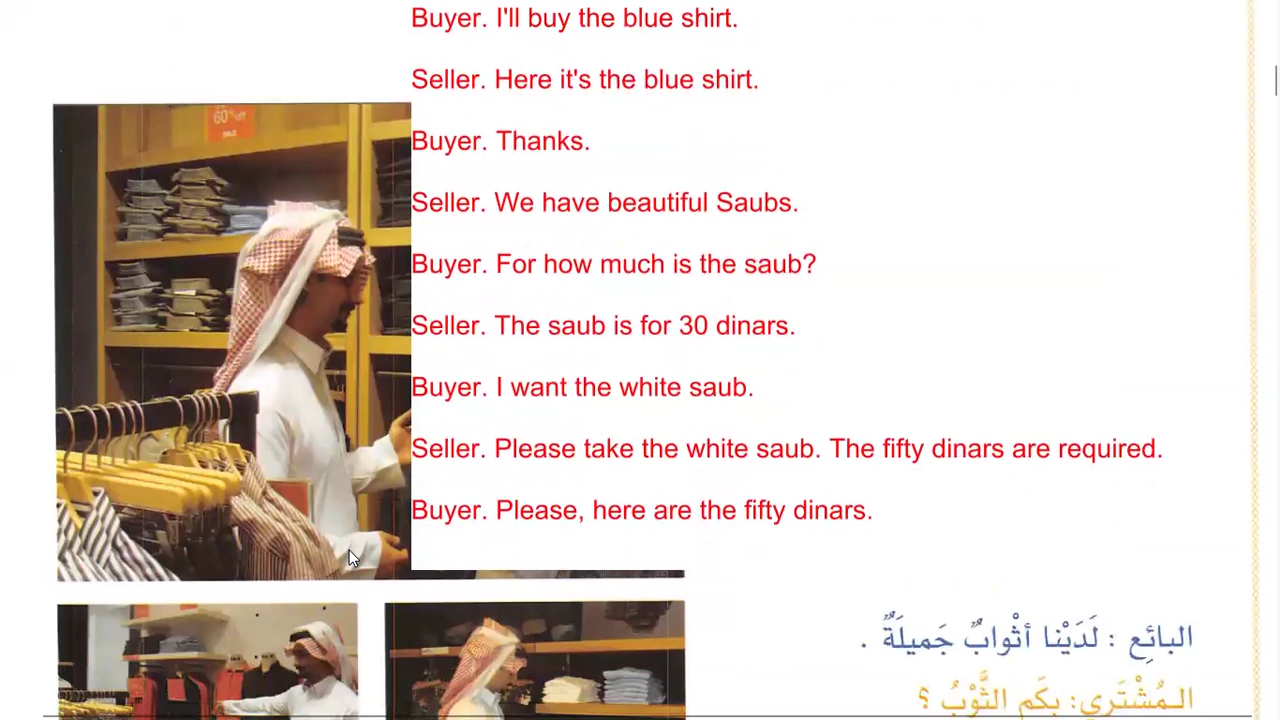 Buyer. I'll buy the blue shirt.
Seller. Here it's the blue shirt.
60% off
Buyer. Thanks.
Seller. We have beautiful Saubs.
Buyer. For how much is the saub?
Seller. The saub is for 30 dinars.
Buyer. I want the white saub.
Seller. Please take the white saub. The fifty dinars are required.
Buyer. Please, here are the fifty dinars.
البائِع : لَدَيْنا أثْوابٌ جَميلَةٌ .
المُشْتَري: بِكَم الثَّوْبُ ؟